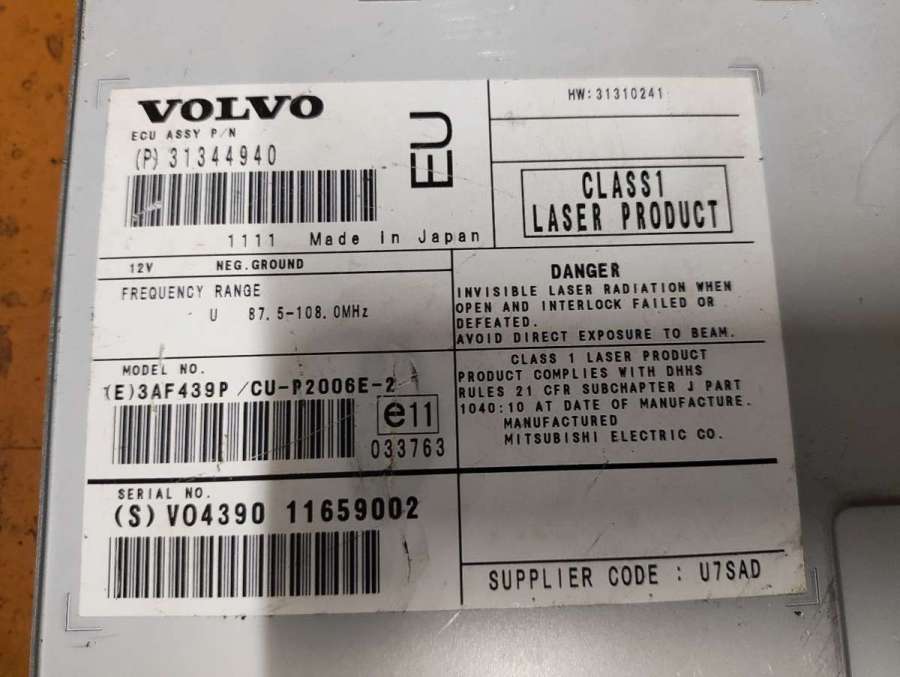 VOLVO
ECU ASSY P/N
(P) 31344940
EU
1111 Made in Japan
HW:31310241
CLASS1
LASER PRODUCT
12V NEG.GROUND
FREQUENCY RANGE
U 87.5-108.0MHz
DANGER
INVISIBLE LASER RADIATION WHEN
OPEN AND INTERLOCK FAILED OR
DEFEATED.
AVOID DIRECT EXPOSURE TO BEAM.
MODEL NO.
(E)3AF439P/CU-P2006E-2
e11
033763
CLASS 1 LASER PRODUCT
PRODUCT COMPLIES WITH DHHS
RULES 21 CFR SUBCHAPTER J PART
1040:10 AT DATE OF MANUFACTURE.
MANUFACTURED
MITSUBISHI ELECTRIC CO.
SERIAL NO.
(S) VO4390 11659002
SUPPLIER CODE : U7SAD